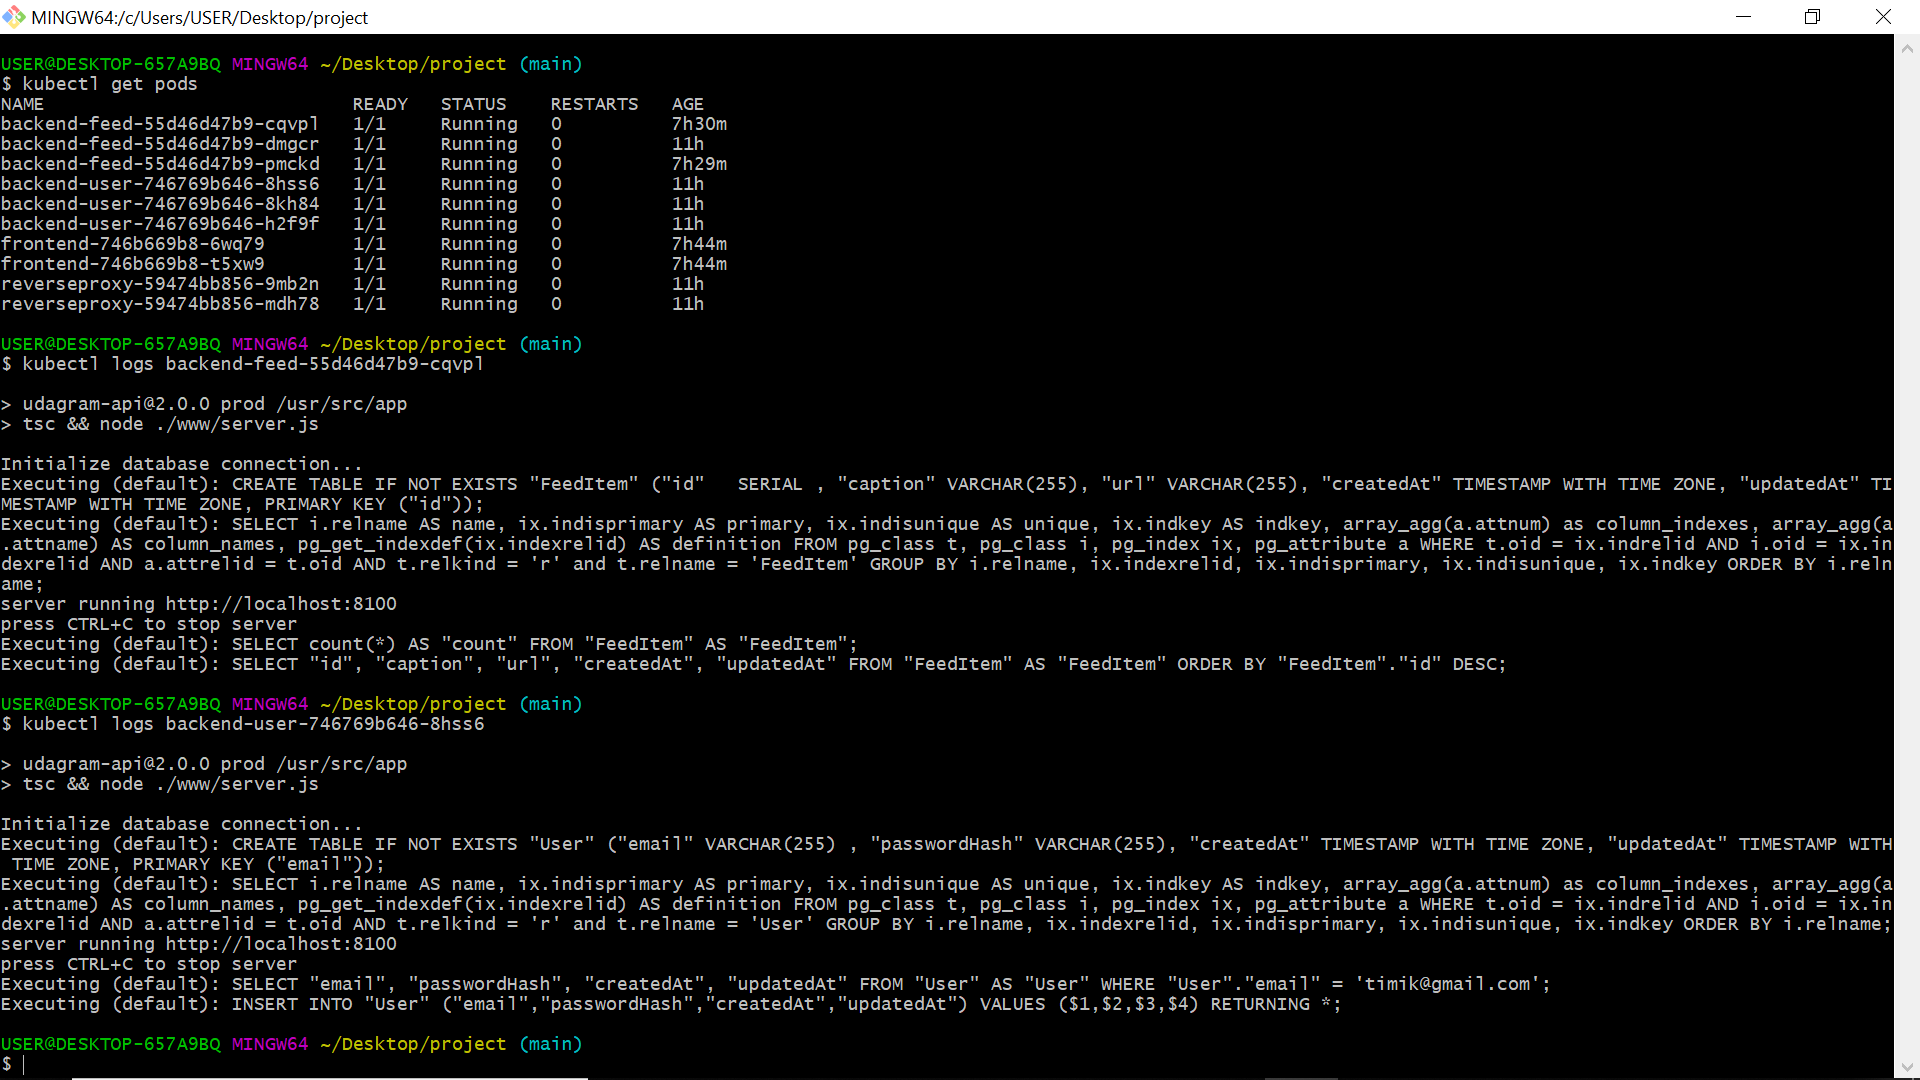 MINGW64:/c/Users/USER/Desktop/project
USER@DESKTOP-657A9BQ MINGW64 ~/Desktop/project (main)
$ kubectl get pods
NAME READY STATUS RESTARTS AGE
backend-feed-55d46d47b9-cqvpl 1/1 Running 0 7h30m
backend-feed-55d46d47b9-dmgcr 1/1 Running 0 11h
backend-feed-55d46d47b9-pmckd 1/1 Running 0 7h29m
backend-user-746769b646-8hss6 1/1 Running 0 11h
backend-user-746769b646-8kh84 1/1 Running 0 11h
backend-user-746769b646-h2f9f 1/1 Running 0 11h
frontend-746b669b8-6wq79 1/1 Running 0 7h44m
frontend-746b669b8-t5xw9 1/1 Running 0 7h44m
reverseproxy-59474bb856-9mb2n 1/1 Running 0 11h
reverseproxy-59474bb856-mdh78 1/1 Running 0 11h
USER@DESKTOP-657A9BQ MINGW64 ~/Desktop/project (main)
$ kubectl logs backend-feed-55d46d47b9-cqvpl
> udagram-api@2.0.0 prod /usr/src/app
> tsc && node ./www/server.js
Initialize database connection...
Executing (default): CREATE TABLE IF NOT EXISTS "FeedItem" ("id"   SERIAL , "caption" VARCHAR(255), "url" VARCHAR(255), "createdAt" TIMESTAMP WITH TIME ZONE, "updatedAt" TI
MESTAMP WITH TIME ZONE, PRIMARY KEY ("id"));
Executing (default): SELECT i.relname AS name, ix.indisprimary AS primary, ix.indisunique AS unique, ix.indkey AS indkey, array_agg(a.attnum) as column_indexes, array_agg(a
.attname) AS column_names, pg_get_indexdef(ix.indexrelid) AS definition FROM pg_class t, pg_class i, pg_index ix, pg_attribute a WHERE t.oid = ix.indrelid AND i.oid = ix.in
dexrelid AND a.attrelid = t.oid AND t.relkind = 'r' and t.relname = 'FeedItem' GROUP BY i.relname, ix.indexrelid, ix.indisprimary, ix.indisunique, ix.indkey ORDER BY i.reln
ame;
server running http://localhost:8100
press CTRL+C to stop server
Executing (default): SELECT count(*) AS "count" FROM "FeedItem" AS "FeedItem";
Executing (default): SELECT "id", "caption", "url", "createdAt", "updatedAt" FROM "FeedItem" AS "FeedItem" ORDER BY "FeedItem"."id" DESC;
USER@DESKTOP-657A9BQ MINGW64 ~/Desktop/project (main)
$ kubectl logs backend-user-746769b646-8hss6
> udagram-api@2.0.0 prod /usr/src/app
> tsc && node ./www/server.js
Initialize database connection...
Executing (default): CREATE TABLE IF NOT EXISTS "User" ("email" VARCHAR(255) , "passwordHash" VARCHAR(255), "createdAt" TIMESTAMP WITH TIME ZONE, "updatedAt" TIMESTAMP WITH
 TIME ZONE, PRIMARY KEY ("email"));
Executing (default): SELECT i.relname AS name, ix.indisprimary AS primary, ix.indisunique AS unique, ix.indkey AS indkey, array_agg(a.attnum) as column_indexes, array_agg(a
.attname) AS column_names, pg_get_indexdef(ix.indexrelid) AS definition FROM pg_class t, pg_class i, pg_index ix, pg_attribute a WHERE t.oid = ix.indrelid AND i.oid = ix.in
dexrelid AND a.attrelid = t.oid AND t.relkind = 'r' and t.relname = 'User' GROUP BY i.relname, ix.indexrelid, ix.indisprimary, ix.indisunique, ix.indkey ORDER BY i.relname;
server running http://localhost:8100
press CTRL+C to stop server
Executing (default): SELECT "email", "passwordHash", "createdAt", "updatedAt" FROM "User" AS "User" WHERE "User"."email" = 'timik@gmail.com';
Executing (default): INSERT INTO "User" ("email","passwordHash","createdAt","updatedAt") VALUES ($1,$2,$3,$4) RETURNING *;
USER@DESKTOP-657A9BQ MINGW64 ~/Desktop/project (main)
$